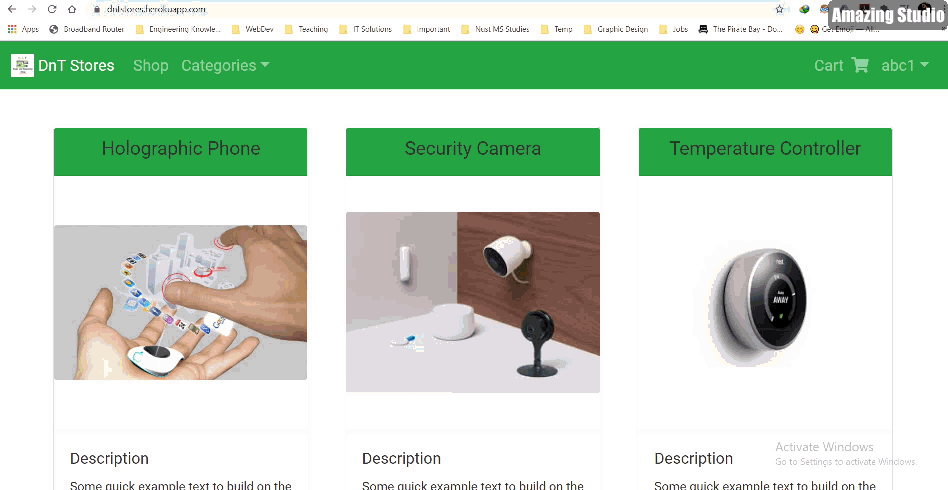 dntstores.herokuapp.com
Amazing Studio
Apps Broadband Router Engineering Knowle... WebDev Teaching IT Solutions Important Nust MS Studies Temp Graphic Design Jobs The Pirate Bay - Do...
DnT Stores Shop Categories Cart abc1
Holographic Phone Security Camera Temperature Controller
nest
AWAY
Description Description Description
Activate Windows
Go to Settings to activate Windows.
Some quick example text to build on the Some quick example text to build on the Some quick example text to build on the